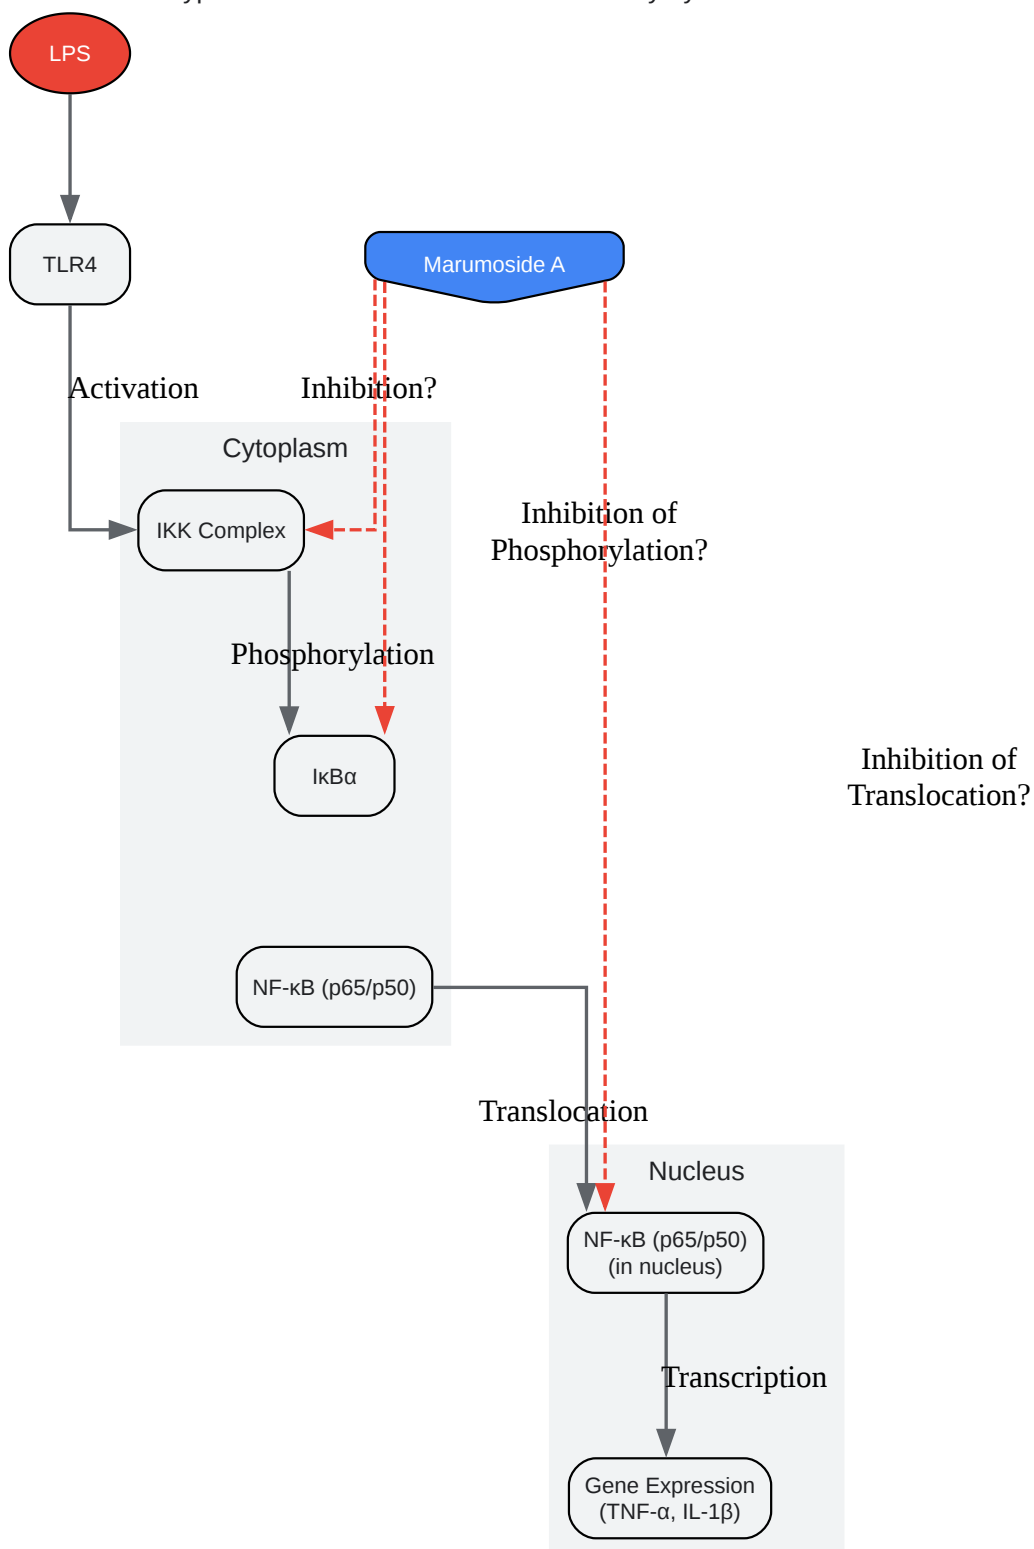 LPS
TLR4
Marumoside A
Activation
Inhibition?
Cytoplasm
IKK Complex
Inhibition of
Phosphorylation?
Phosphorylation
IκBα
Inhibition of
Translocation?
NF-κB (p65/p50)
Translocation
Nucleus
NF-κB (p65/p50)
(in nucleus)
Transcription
Gene Expression
(TNF-α, IL-1β)